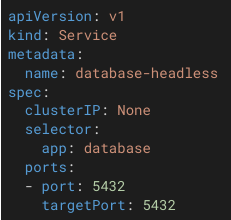 apiVersion: v1
kind: Service
metadata:
  name: database-headless
spec:
  clusterIP: None
  selector:
    app: database
  ports:
  - port: 5432
    targetPort: 5432